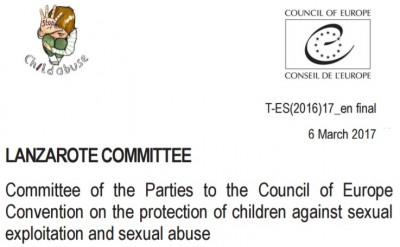 Stop
Child abuse
COUNCIL OF EUROPE
CONSEIL DE L'EUROPE
T-ES(2016)17_en final
6 March 2017
LANZAROTE COMMITTEE
Committee of the Parties to the Council of Europe
Convention on the protection of children against sexual
exploitation and sexual abuse